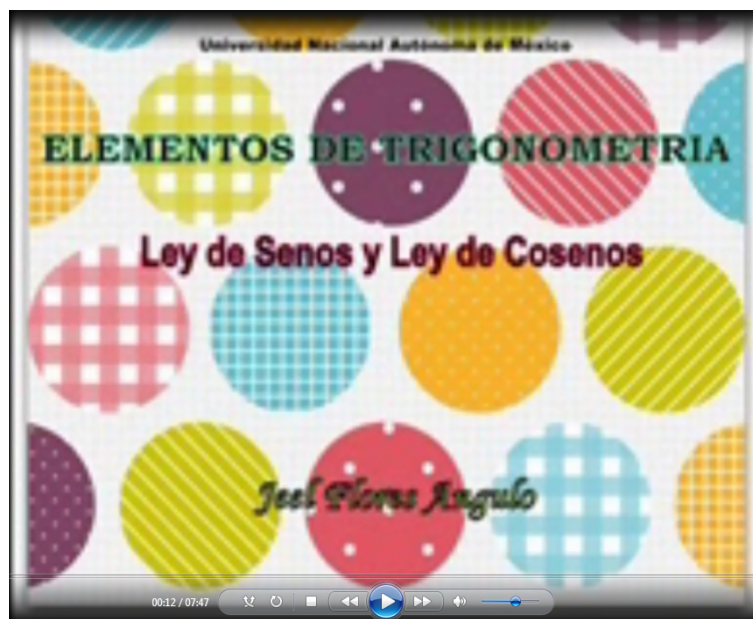 Universidad Nacional Autónoma de México
ELEMENTOS DE TRIGONOMETRIA
Ley de Senos y Ley de Cosenos
Flores Angulo
00:12 / 07:47